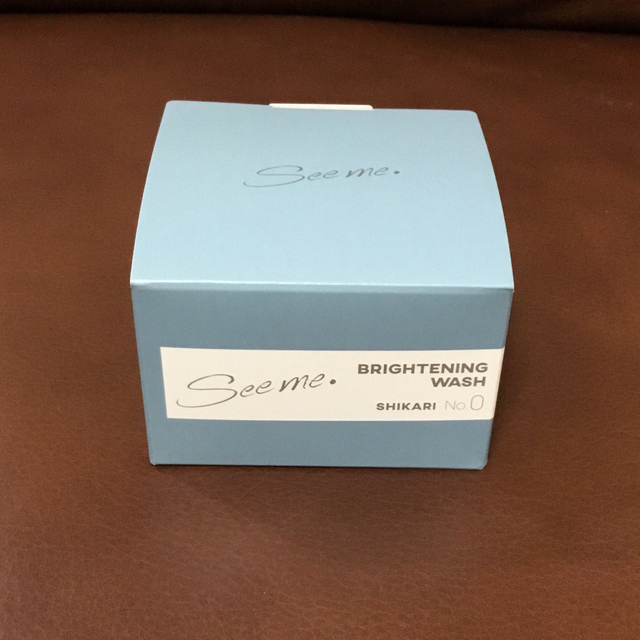 See me.
See me.
BRIGHTENING
WASH
SHIKARI No.0